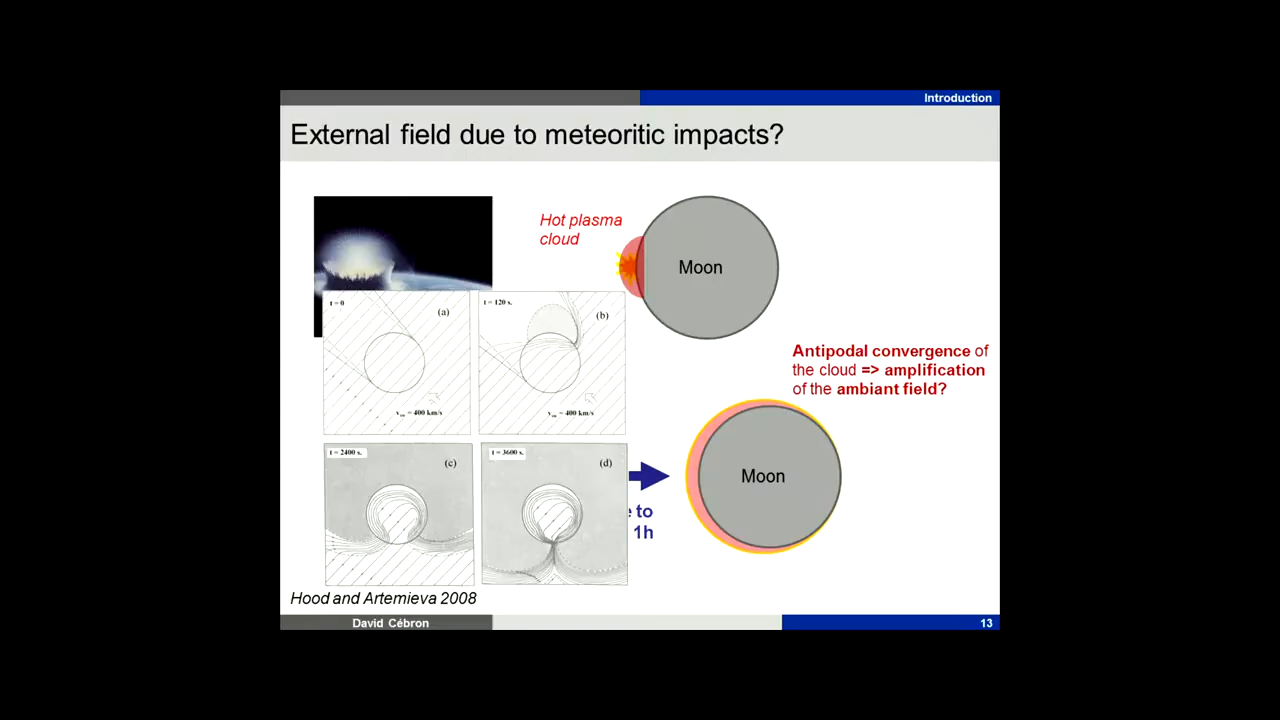 Introduction
External field due to meteoritic impacts?
Hot plasma
cloud
Moon
t = 0
(a)
= 400 km/s
t = 120 s.
(b)
= 400 km/s
Antipodal convergence of
the cloud => amplification
of the ambiant field?
t = 2400 s.
(c)
t = 3600 s.
(d)
to
1h
Moon
Hood and Artemieva 2008
David Cébron
13